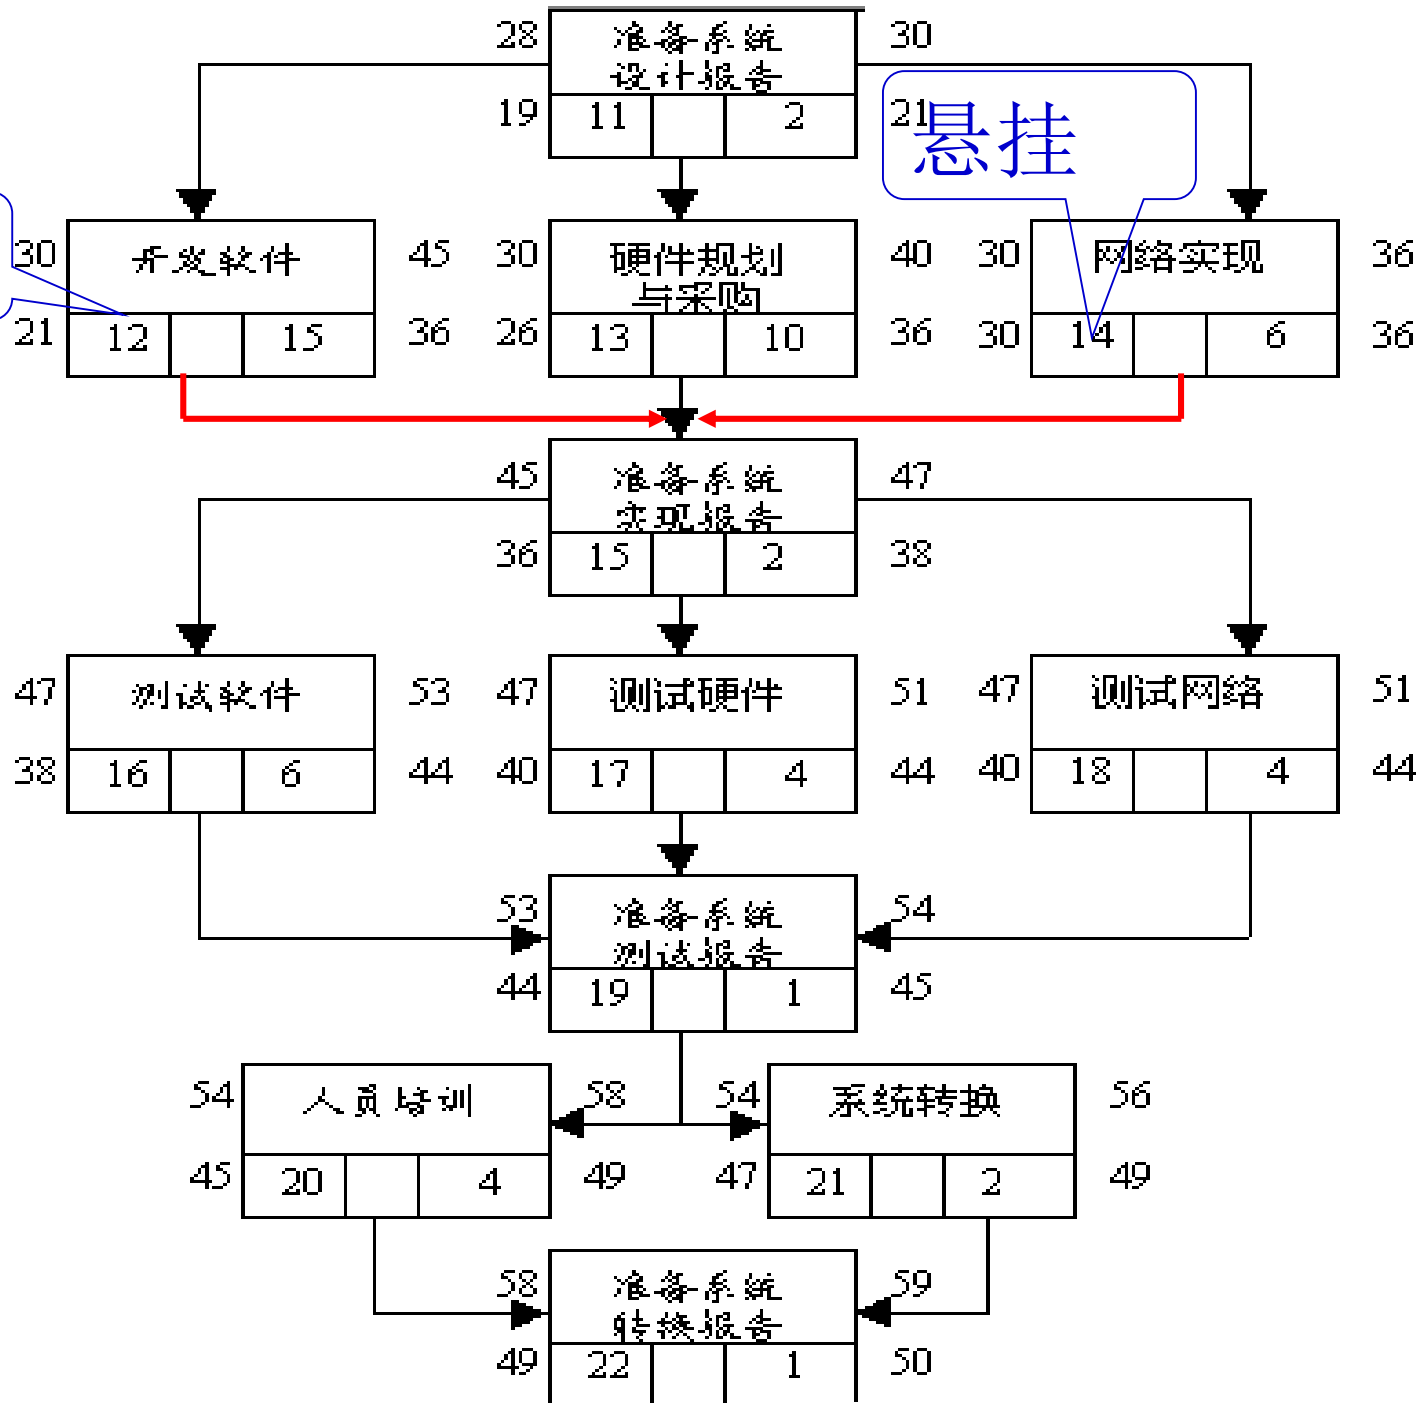 28 准备系统 30
设计报告
19 11 2 21
悬挂
30 开发软件 45
21 12 15 36
30 硬件规划 40
与采购
26 13 10 36
30 网络实现 36
30 14 6 36
45 准备系统 47
实现报告
36 15 2 38
47 测试软件 53
38 16 6 44
47 测试硬件 51
40 17 4 44
47 测试网络 51
40 18 4 44
53 准备系统 54
测试报告
44 19 1 45
54 人员培训 58
45 20 4 49
54 系统转换 56
47 21 2 49
58 准备系统 59
转换报告
49 22 1 50